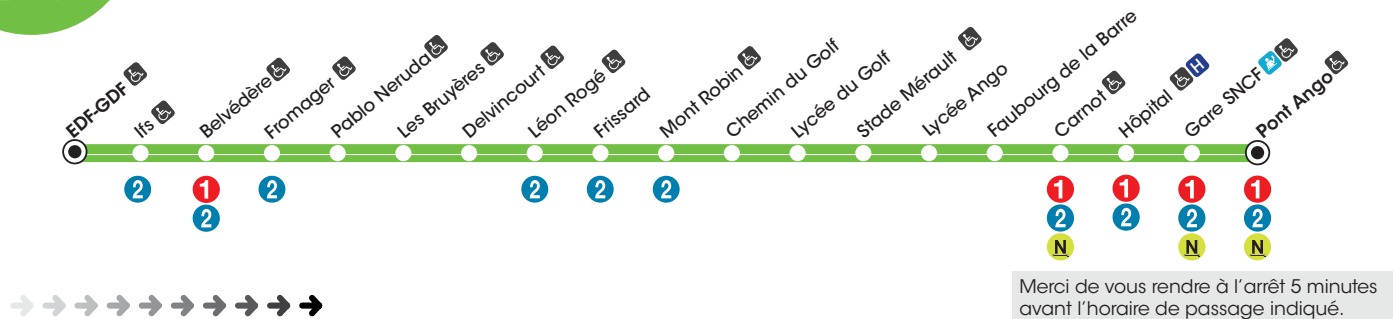 EDF-GDF
Ifs
Belvédère
Fromager
Pablo Neruda
Les Bruyères
Delvincourt
Léon Rogé
Frissard
Mont Robin
Chemin du Golf
Lycée du Golf
Stade Mérault
Lycée Ango
Faubourg de la Barre
Carnot
Hôpital H
Gare SNCF
Pont Ango
2 1 2 2 2 2 1 1 1 1
2 2 2 2 2
N N N
Merci de vous rendre à l'arrêt 5 minutes
avant l'horaire de passage indiqué.